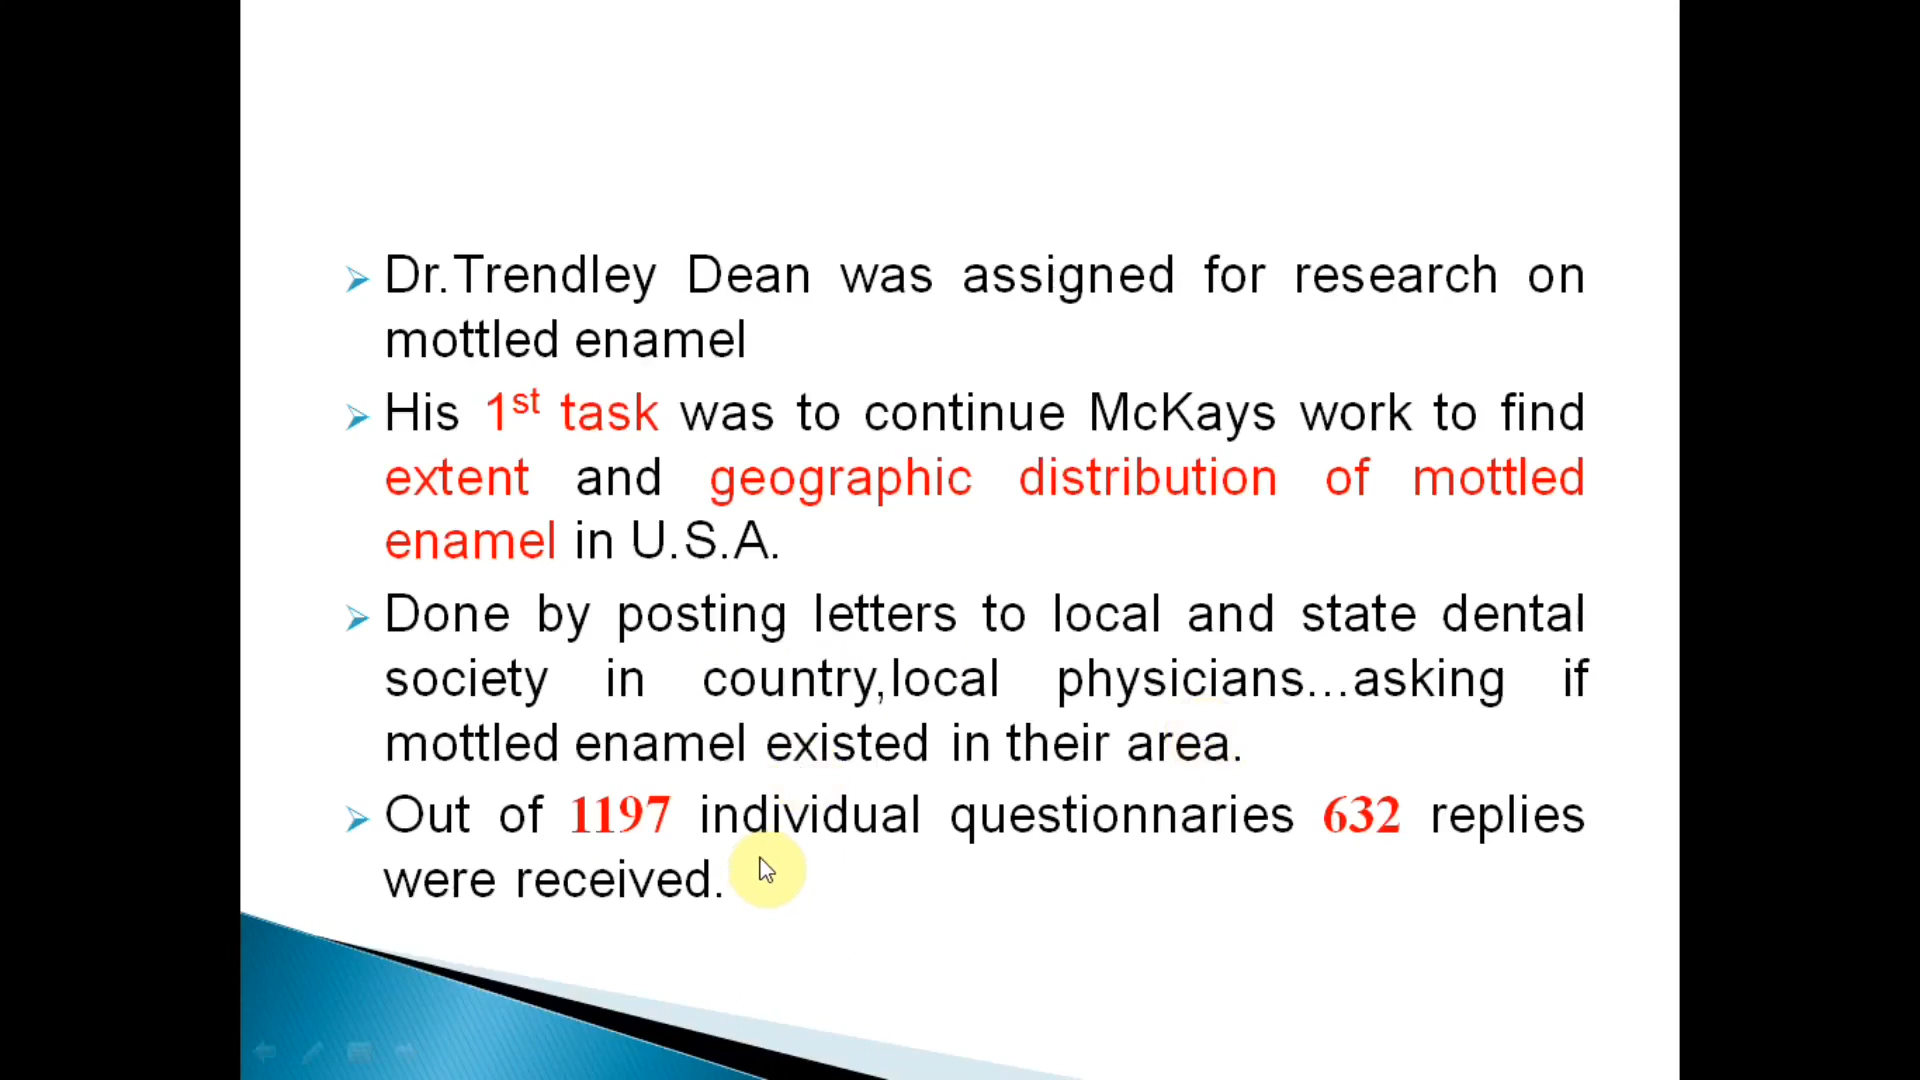 Dr.Trendley Dean was assigned for research on
mottled enamel
His 1st task was to continue McKays work to find
extent and geographic distribution of mottled
enamel in U.S.A.
Done by posting letters to local and state dental
society in country,local physicians...asking if
mottled enamel existed in their area.
Out of 1197 individual questionnaries 632 replies
were received.